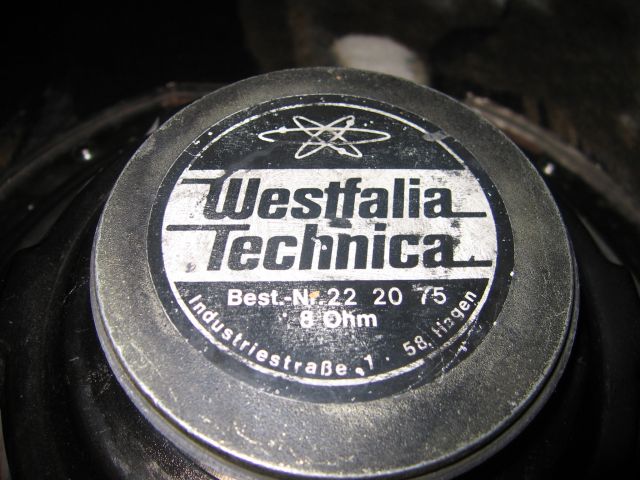 Westfalia
Technica
Best.-Nr. 22 20 75
8 Ohm
Industriestraße 1 · 58 Hagen